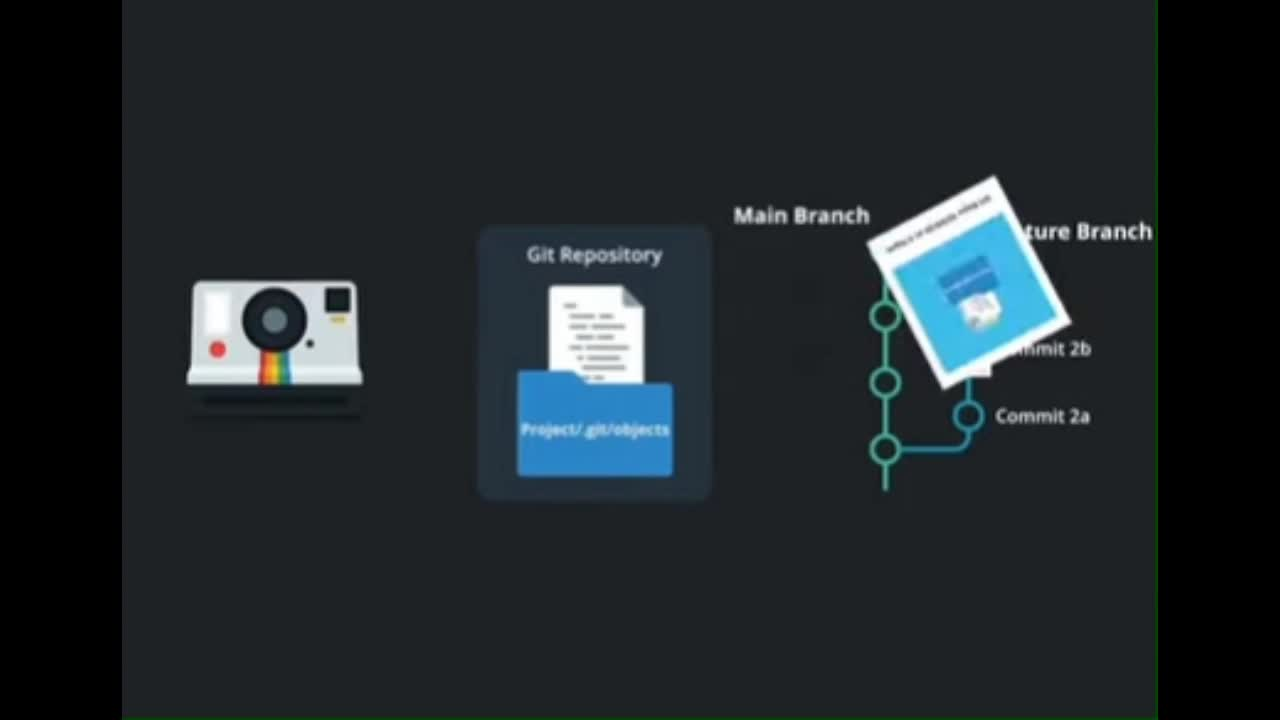 Main Branch
ture Branch
Git Repository
mmit 2b
Commit 2a
Project/.git/objects